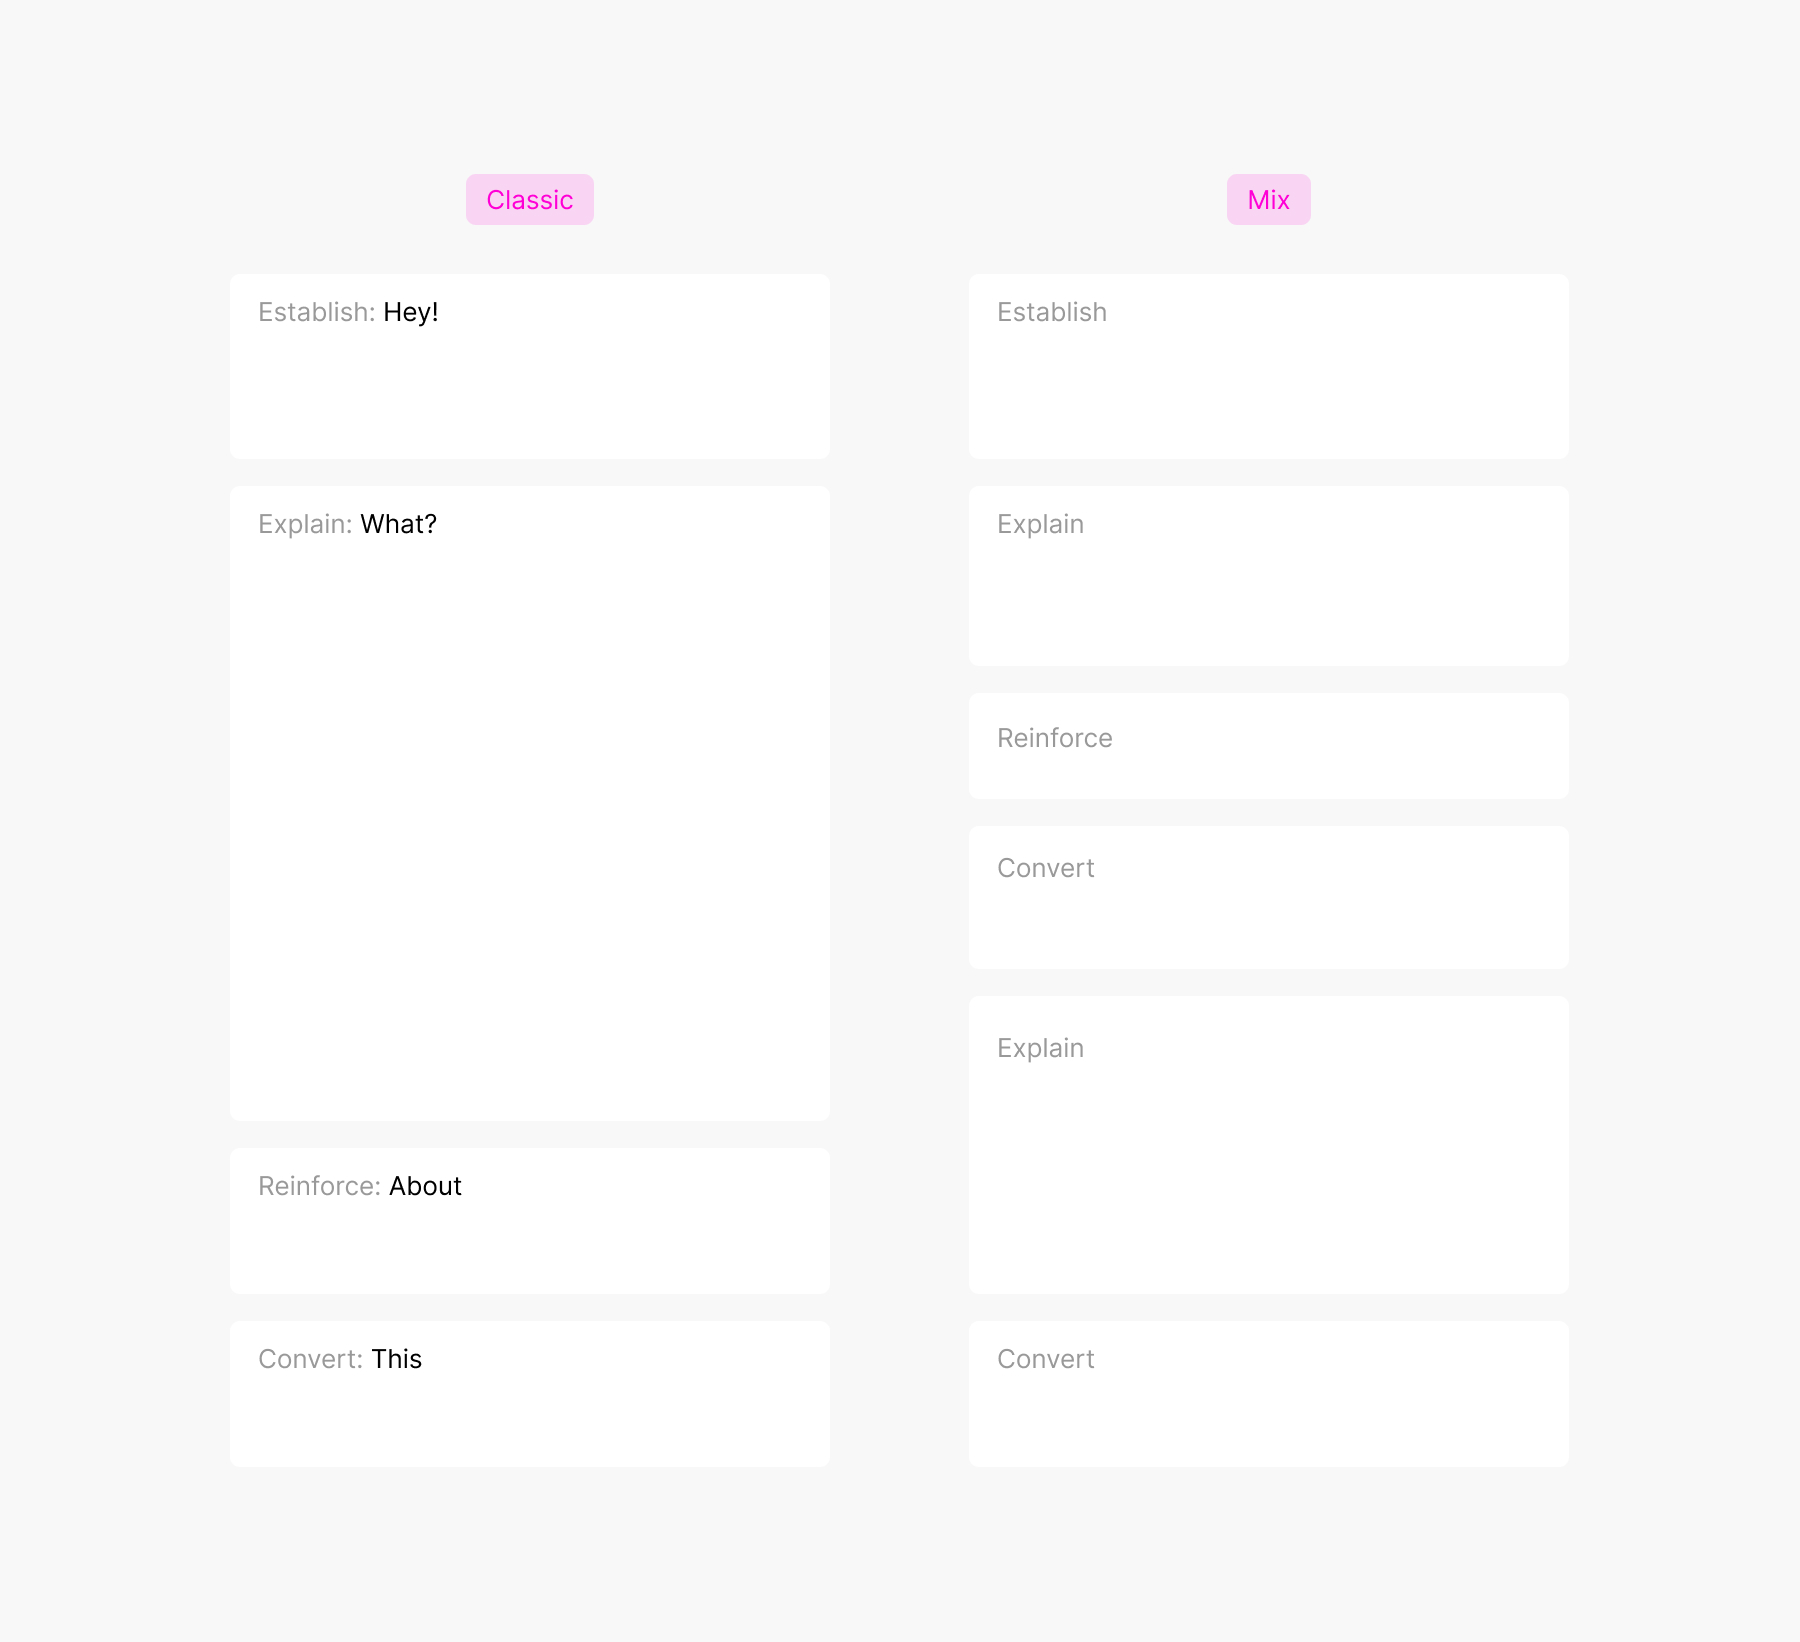 Classic
Establish: Hey!
Explain: What?
Reinforce: About
Convert: This
Mix
Establish
Explain
Reinforce
Convert
Explain
Convert